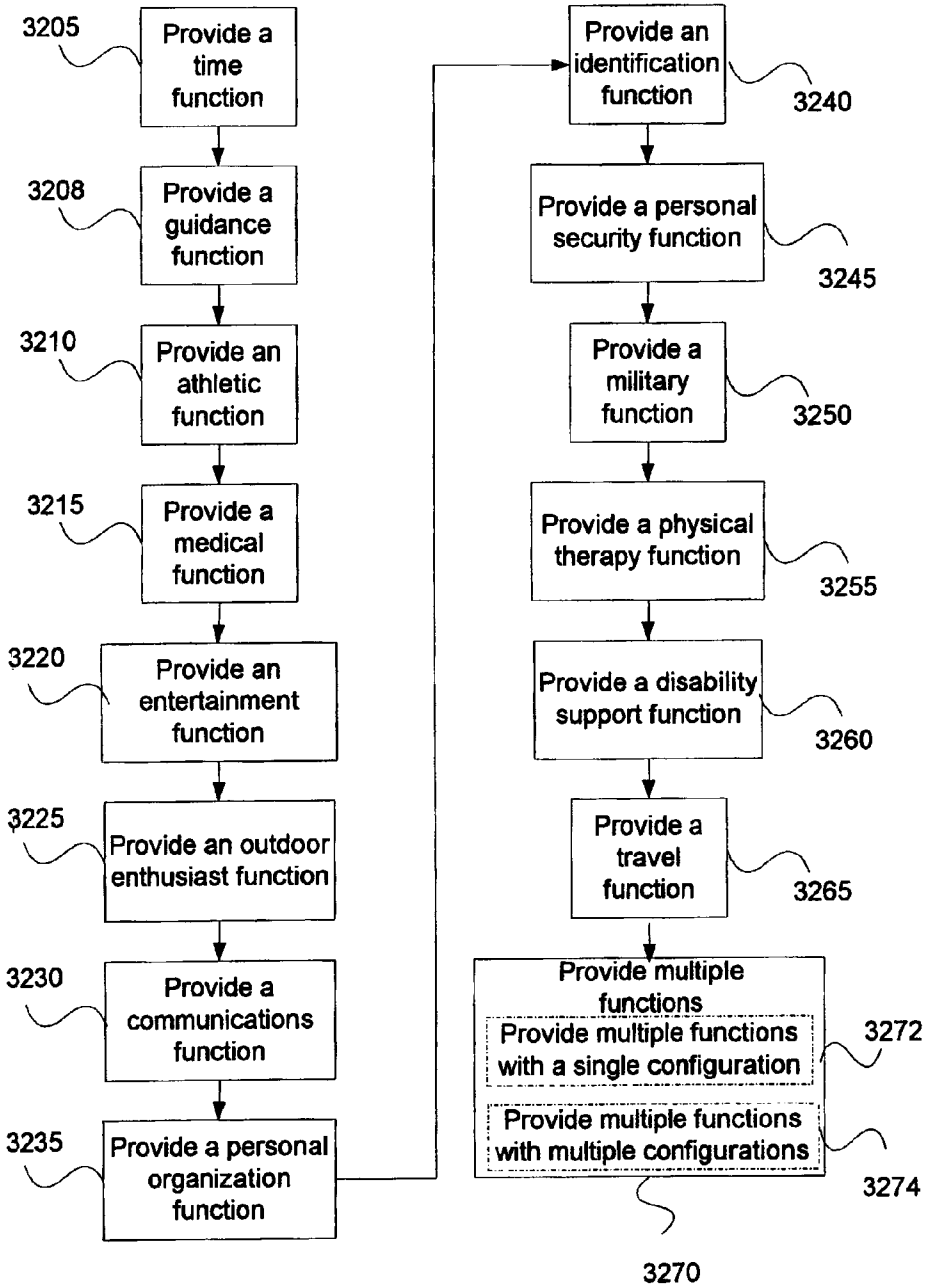 3205
Provide a
time
function
3208
Provide a
guidance
function
3210
Provide an
athletic
function
3215
Provide a
medical
function
3220
Provide an
entertainment
function
3225
Provide an outdoor
enthusiast function
3230
Provide a
communications
function
3235
Provide a personal
organization
function
Provide an
identification
function
3240
Provide a personal
security function
3245
Provide a
military
function
3250
Provide a physical
therapy function
3255
Provide a disability
support function
3260
Provide a
travel
function
3265
Provide multiple
functions
Provide multiple functions
with a single configuration
3272
Provide multiple functions
with multiple configurations
3274
3270